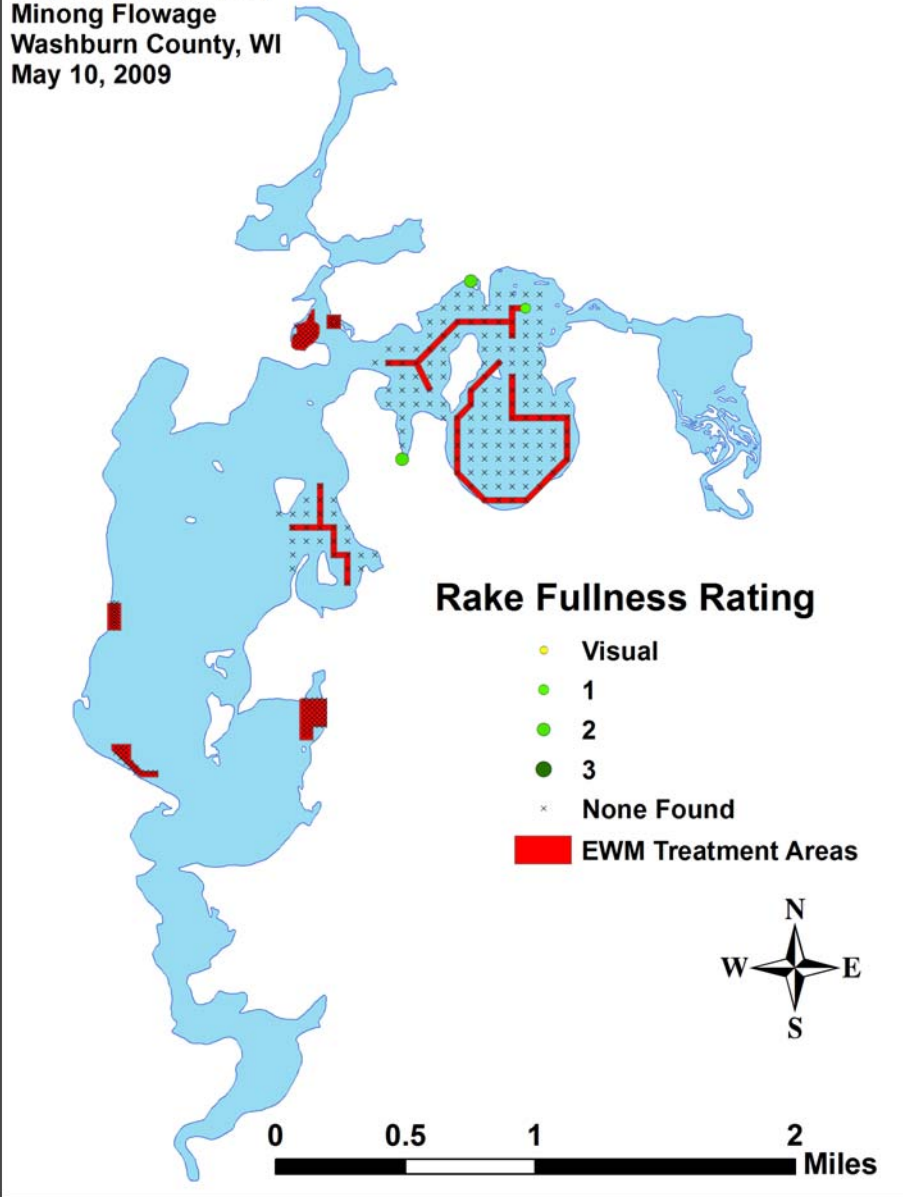 Minong Flowage
Washburn County, WI
May 10, 2009
Rake Fullness Rating
Visual
1
2
3
None Found
EWM Treatment Areas
N
W E
S
0 0.5 1 2
Miles